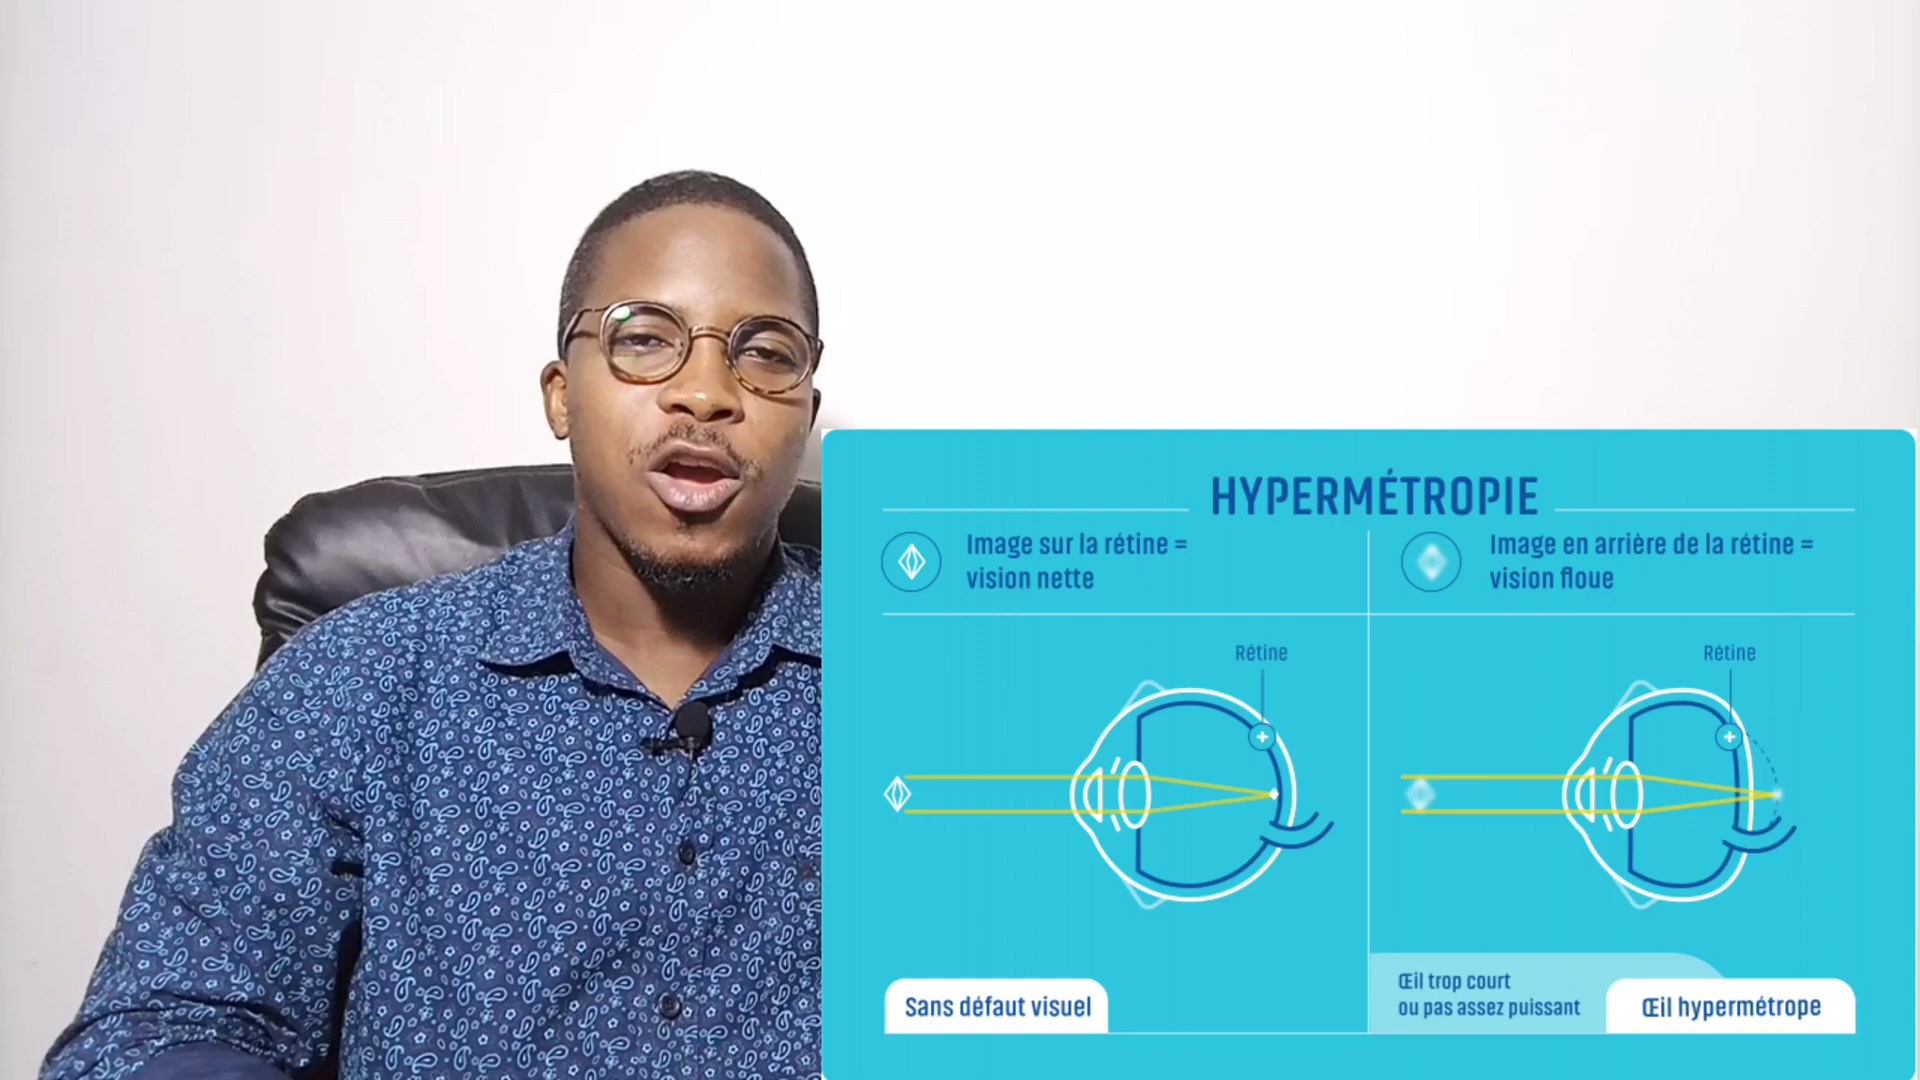 HYPERMÉTROPIE
Image sur la rétine =
vision nette
Image en arrière de la rétine =
vision floue
Rétine
Rétine
Sans défaut visuel
Œil trop court
ou pas assez puissant
Œil hypermétrope